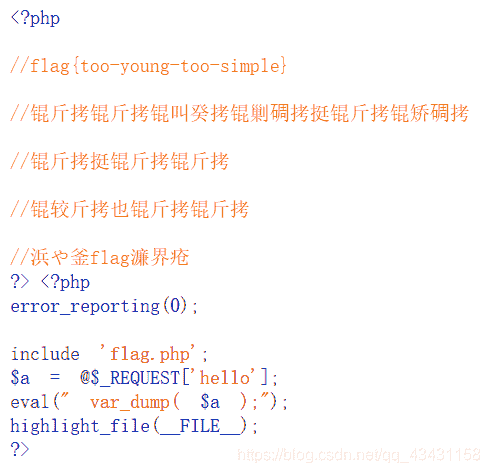 <?php
//flag{too-young-too-simple}
//锟斤拷锟斤拷锟叫癸拷锟剿碉拷挺锟斤拷锟矫碉拷
//锟斤拷挺锟斤拷锟斤拷
//锟较斤拷也锟斤拷锟斤拷
//浜や釜flag濂界疮
?> <?php
error_reporting(0);
include 'flag.php';
$a = @$_REQUEST['hello'];
eval(" var_dump( $a );");
highlight_file(__FILE__);
?>
https://blog.csdn.net/qq_43431158